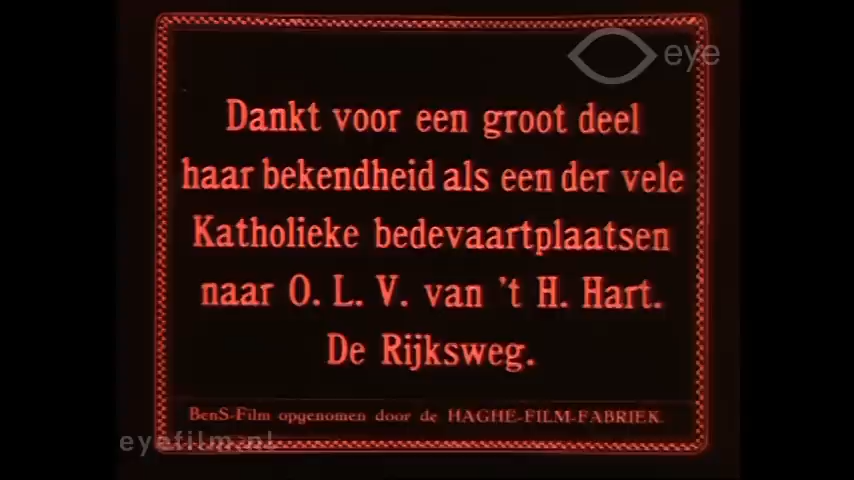 eye
Dankt voor een groot deel
haar bekendheid als een der vele
Katholieke bedevaartplaatsen
naar O. L. V. van 't H. Hart.
De Rijksweg.
BenS-Film opgenomen door de HAGHE-FILM-FABRIEK.
eyefilm.nl